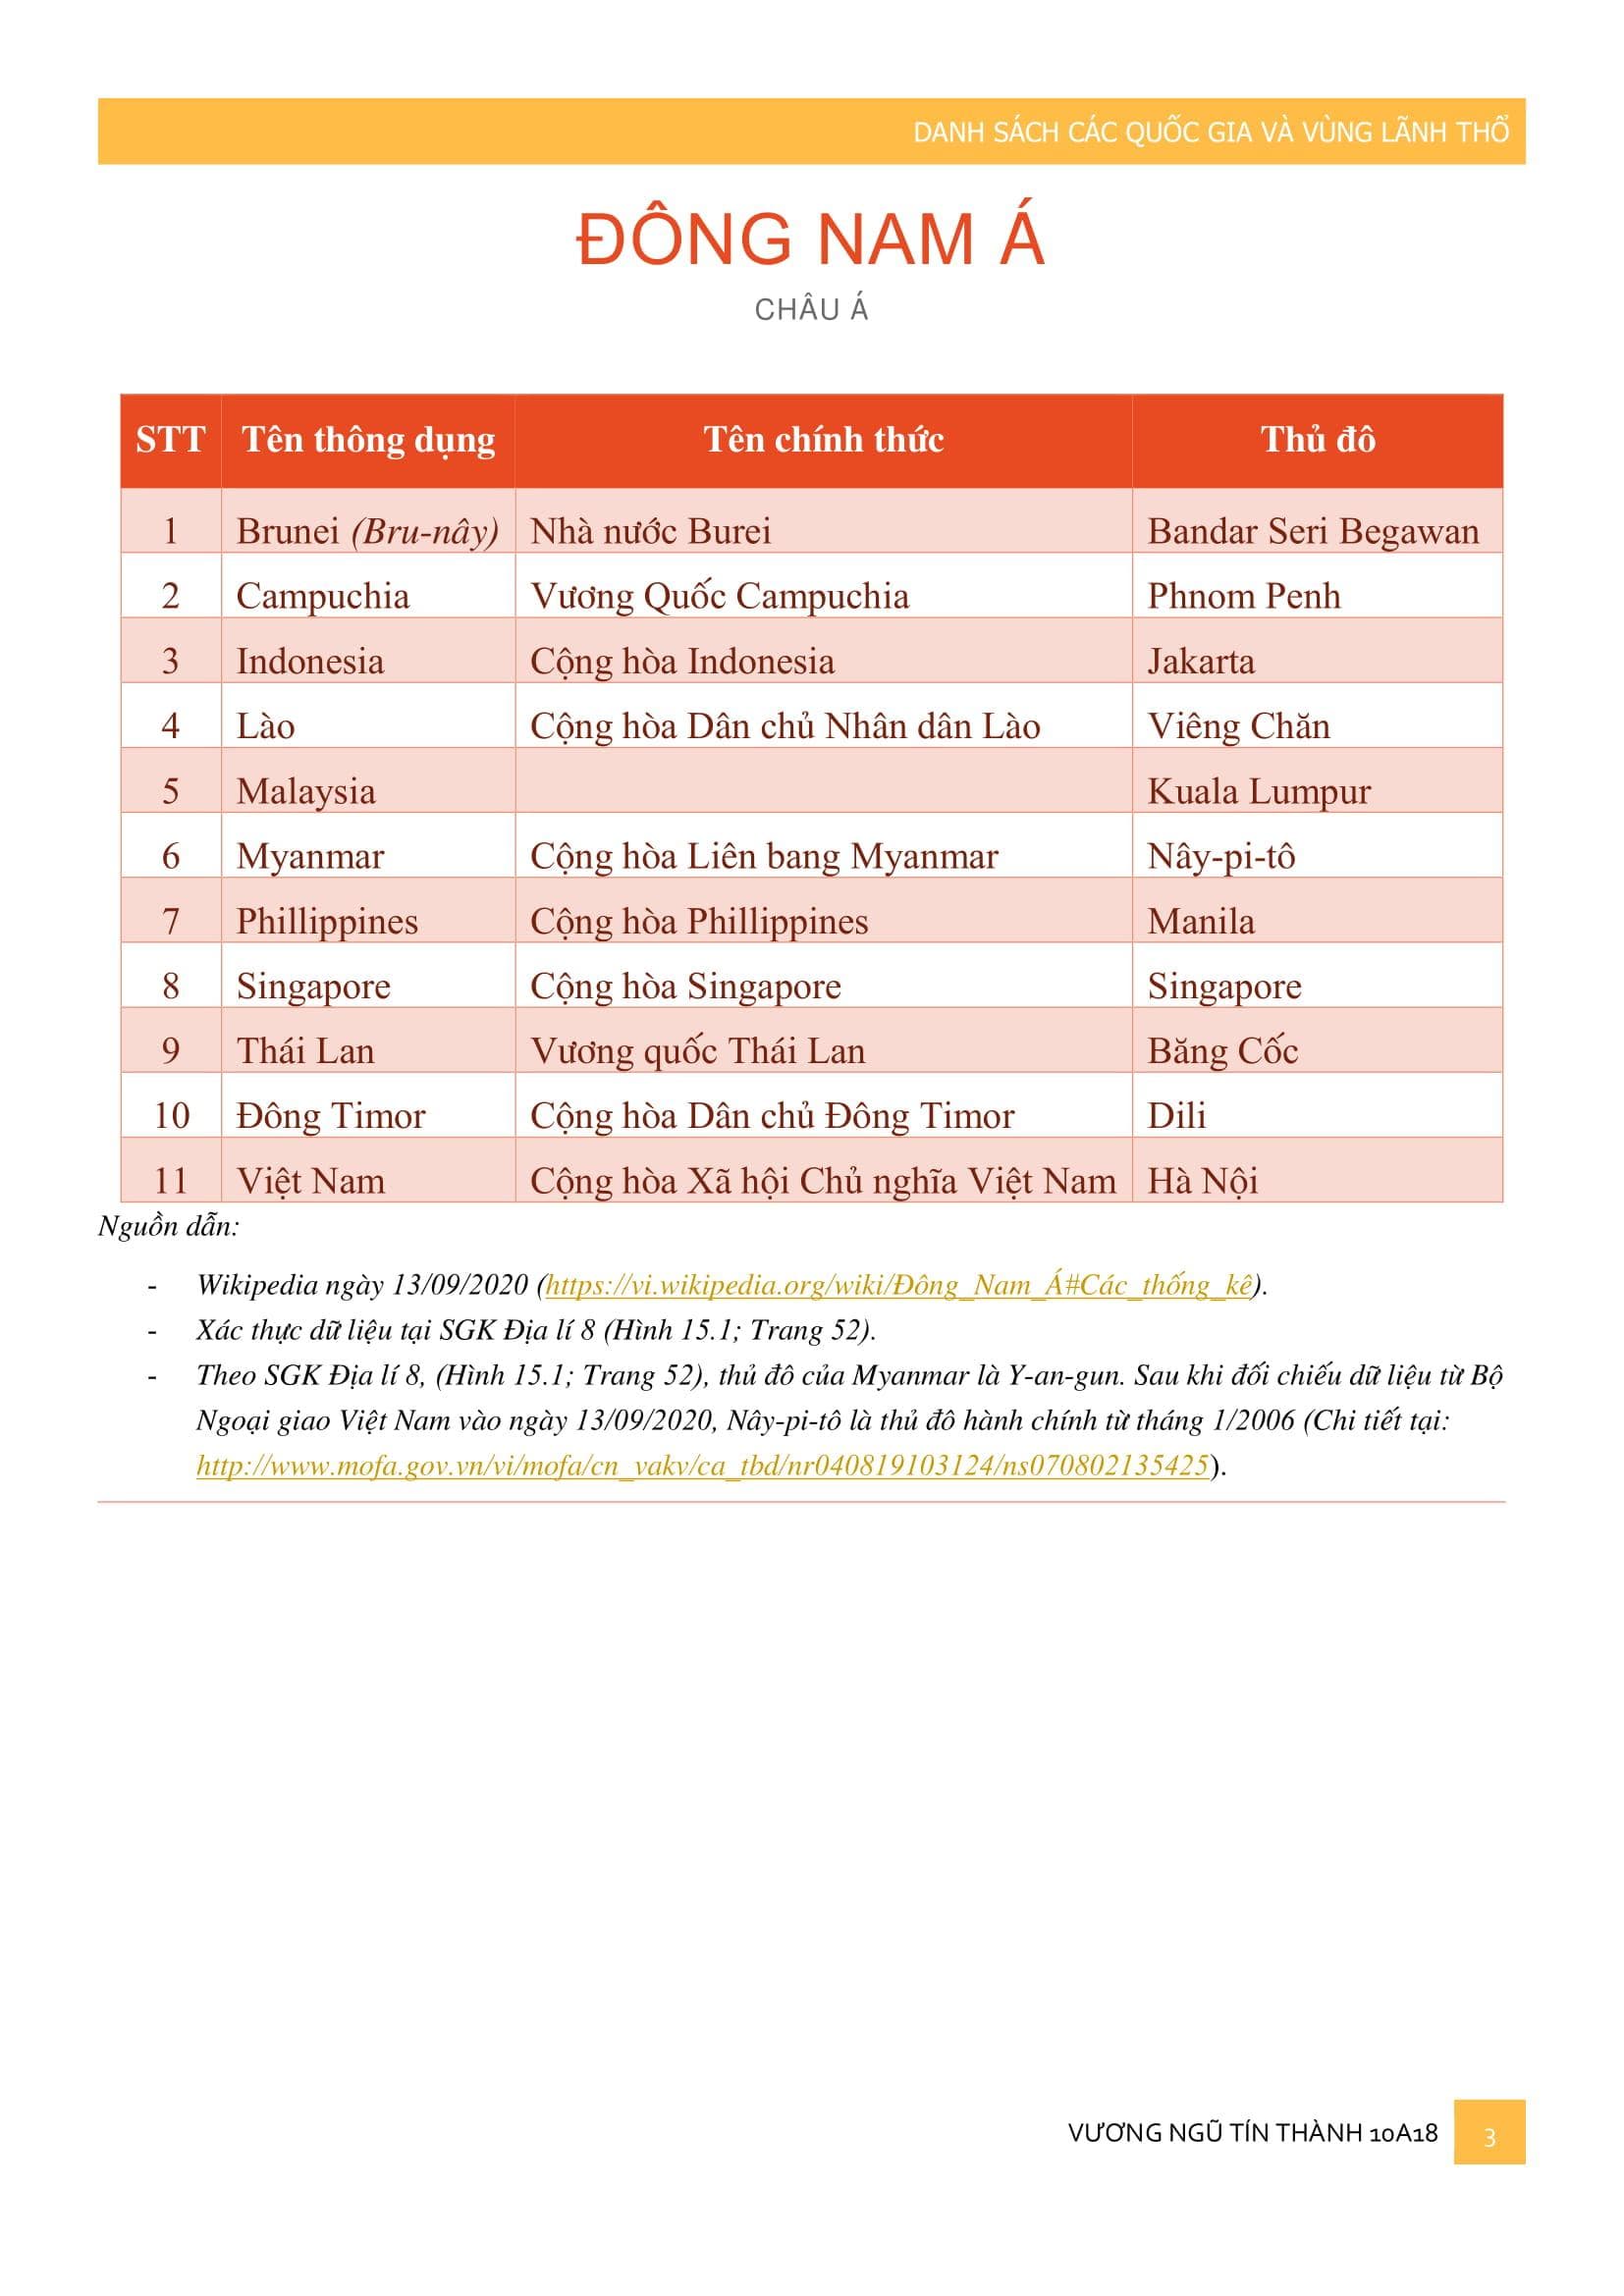 DANH SÁCH CÁC QUỐC GIA VÀ VÙNG LÃNH THỔ
ĐÔNG NAM Á
CHÂU Á
STT Tên thông dụng Tên chính thức Thủ đô
1 Brunei (Bru-nây) Nhà nước Burei Bandar Seri Begawan
2 Campuchia Vương Quốc Campuchia Phnom Penh
3 Indonesia Cộng hòa Indonesia Jakarta
4 Lào Cộng hòa Dân chủ Nhân dân Lào Viêng Chăn
5 Malaysia Kuala Lumpur
6 Myanmar Cộng hòa Liên bang Myanmar Nây-pi-tô
7 Phillippines Cộng hòa Phillippines Manila
8 Singapore Cộng hòa Singapore Singapore
9 Thái Lan Vương quốc Thái Lan Băng Cốc
10 Đông Timor Cộng hòa Dân chủ Đông Timor Dili
11 Việt Nam Cộng hòa Xã hội Chủ nghĩa Việt Nam Hà Nội
Nguồn dẫn:
- Wikipedia ngày 13/09/2020 (https://vi.wikipedia.org/wiki/Đông_Nam_Á#Các_thống_kê).
- Xác thực dữ liệu tại SGK Địa lí 8 (Hình 15.1; Trang 52).
- Theo SGK Địa lí 8, (Hình 15.1; Trang 52), thủ đô của Myanmar là Y-an-gun. Sau khi đối chiếu dữ liệu từ Bộ
Ngoại giao Việt Nam vào ngày 13/09/2020, Nây-pi-tô là thủ đô hành chính từ tháng 1/2006 (Chi tiết tại:
http://www.mofa.gov.vn/vi/mofa/cn_vakv/ca_tbd/nr040819103124/ns070802135425).
VƯƠNG NGŨ TÍN THÀNH 10A18 3